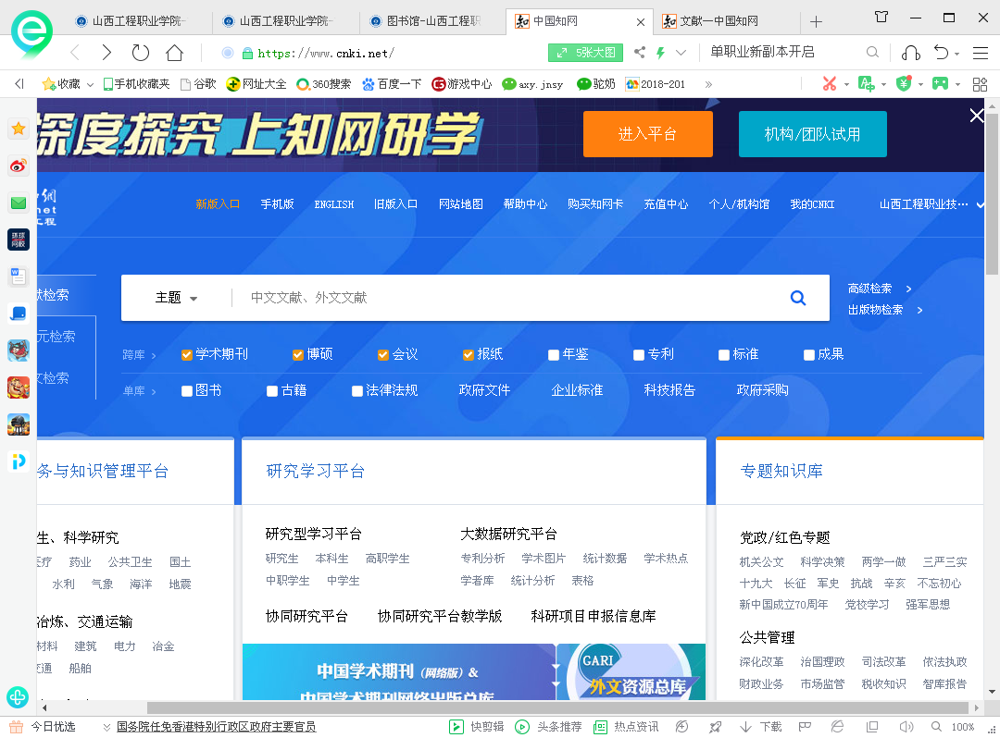 山西工程职业学院- 山西工程职业学院- 图书馆-山西工程职 中国知网 文献一中国知网
https://www.cnki.net/ 5张大图 单职业新副本开启
收藏 手机收藏夹 谷歌 网址大全 360搜索 百度一下 游戏中心 axy.jnsy 驼奶 2018-201
深度探究 上知网研学 进入平台 机构/团队试用
新版入口 手机版 ENGLISH 旧版入口 网站地图 帮助中心 购买知网卡 充值中心 个人/机构馆 我的CNKI 山西工程职业技…
net
工程
献检索 主题 中文文献、外文文献 高级检索 >
出版物检索 >
元检索 跨库 > 学术期刊 博硕 会议 报纸 年鉴 专利 标准 成果
文检索 单库 > 图书 古籍 法律法规 政府文件 企业标准 科技报告 政府采购
务与知识管理平台 研究学习平台 专题知识库
生、科学研究 研究型学习平台 大数据研究平台 党政/红色专题
医疗 药业 公共卫生 国土 研究生 本科生 高职学生 专利分析 学术图片 统计数据 学术热点 机关公文 科学决策 两学一做 三严三实
水利 气象 海洋 地震 中职学生 中学生 学者库 统计分析 表格 十九大 长征 军史 抗战 辛亥 不忘初心
新中国成立70周年 党校学习 强军思想
冶炼、交通运输 协同研究平台 协同研究平台教学版 科研项目申报信息库 公共管理
材料 建筑 电力 冶金 深化改革 治国理政 司法改革 依法执政
交通 船舶 财政业务 市场监管 税收知识 智库报告
中国学术期刊（网络版）& GARI
中国学术期刊网络出版总库 外文资源总库
今日优选 国务院任免香港特别行政区政府主要官员 快剪辑 头条推荐 热点资讯 下载 100%